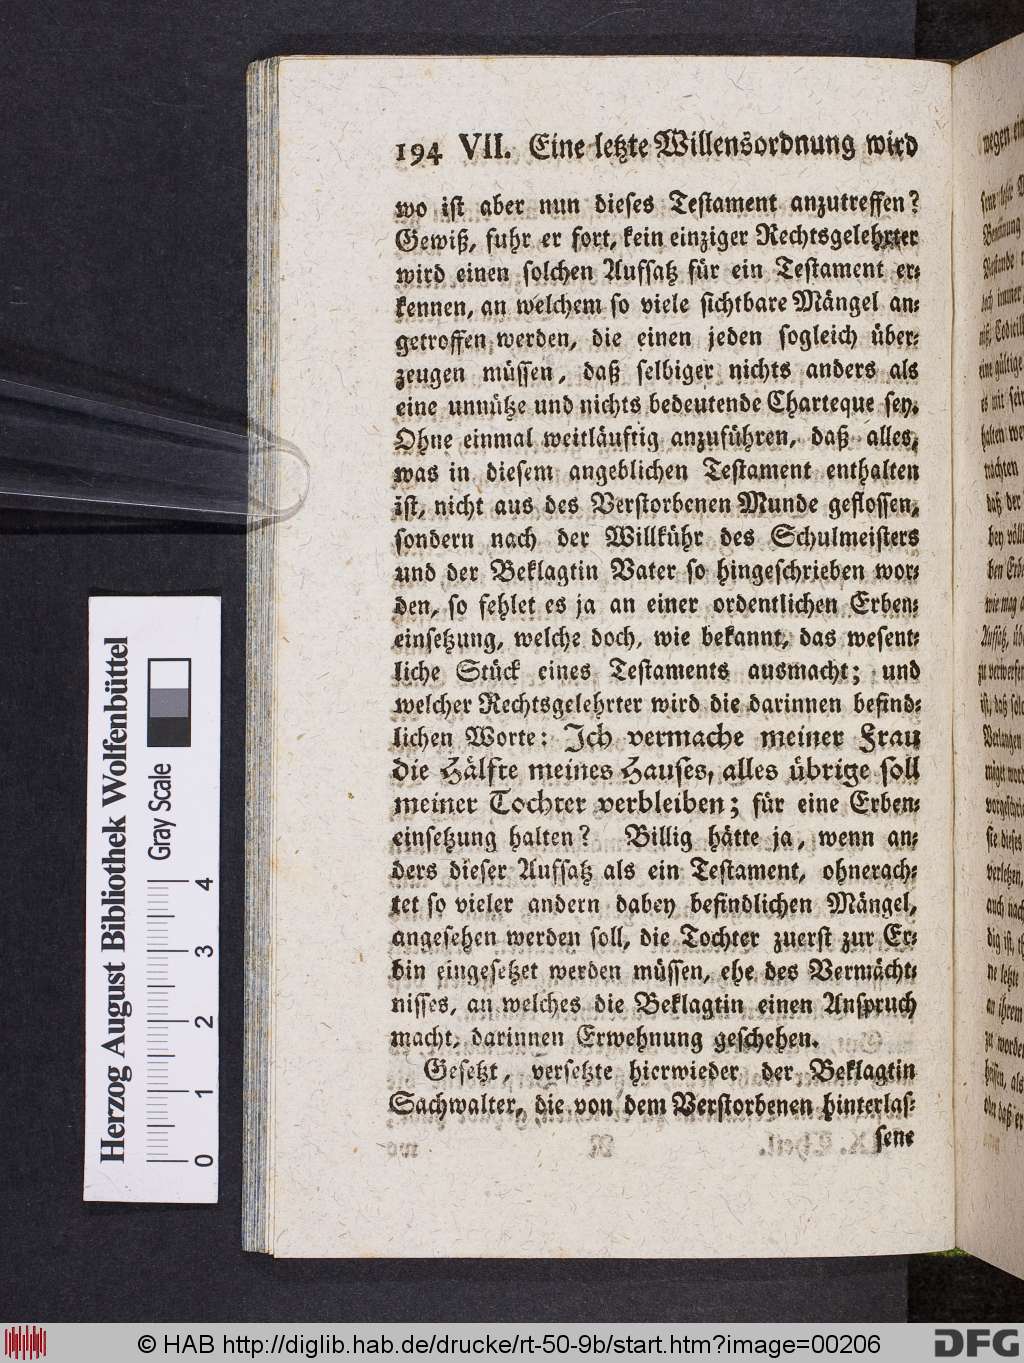 194 VII. Eine letzte Willensordnung wird
wo ist aber nun dieses Testament anzutreffen?
Gewiß, fuhr er fort, kein einziger Rechtsgelehrter
wird einen solchen Aufsatz für ein Testament er-
kennen, an welchem so viele sichtbare Mängel an-
getroffen werden, die einen jeden sogleich über-
zeugen müssen, daß selbiger nichts anders als
eine unnütze und nichts bedeutende Charteque sey.
Ohne einmal weitläuftig anzuführen, daß alles,
was in diesem angeblichen Testament enthalten
ist, nicht aus des Verstorbenen Munde geflossen,
sondern nach der Willkühr des Schulmeisters
und der Beklagtin Vater so hingeschrieben wor-
den, so fehlet es ja an einer ordentlichen Erben-
einsetzung, welche doch, wie bekannt, das wesent-
liche Stück eines Testaments ausmacht; und
welcher Rechtsgelehrter wird die darinnen befind-
lichen Worte: Ich vermache meiner Frau
die Hälfte meines Hauses, alles übrige soll
meiner Tochter verbleiben; für eine Erben-
einsetzung halten? Billig hätte ja, wenn an-
ders dieser Aufsatz als ein Testament, ohnerach-
tet so vieler andern dabey befindlichen Mängel,
angesehen werden soll, die Tochter zuerst zur Er-
bin eingesetzet werden müssen, ehe des Vermächt-
nisses, an welches die Beklagtin einen Anspruch
macht, darinnen Erwehnung geschehen.
Gesetzt, versetzte hierwieder der Beklagtin
Sachwalter, die von dem Verstorbenen hinterlas-
sene
Herzog August Bibliothek Wolfenbüttel
Gray Scale
0 1 2 3 4
© HAB http://diglib.hab.de/drucke/rt-50-9b/start.htm?image=00206
DFG